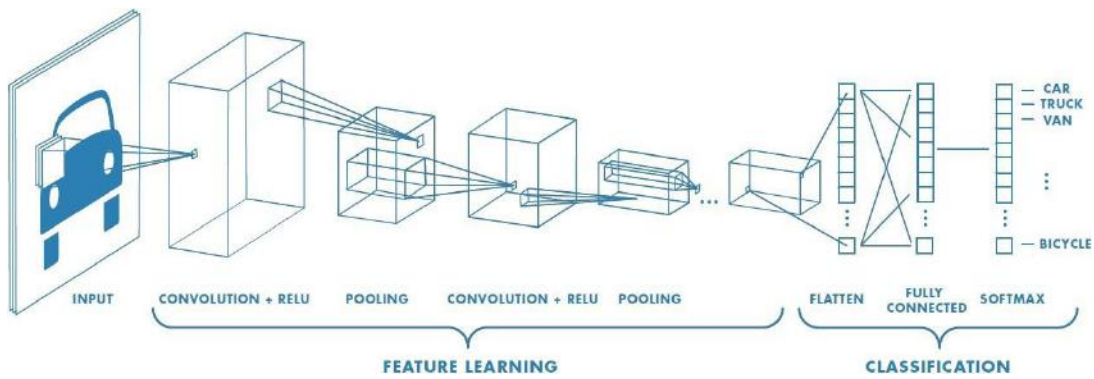 CAR
TRUCK
VAN
BICYCLE
INPUT
CONVOLUTION + RELU
POOLING
CONVOLUTION + RELU
POOLING
FLATTEN
FULLY
CONNECTED
SOFTMAX
FEATURE LEARNING
CLASSIFICATION